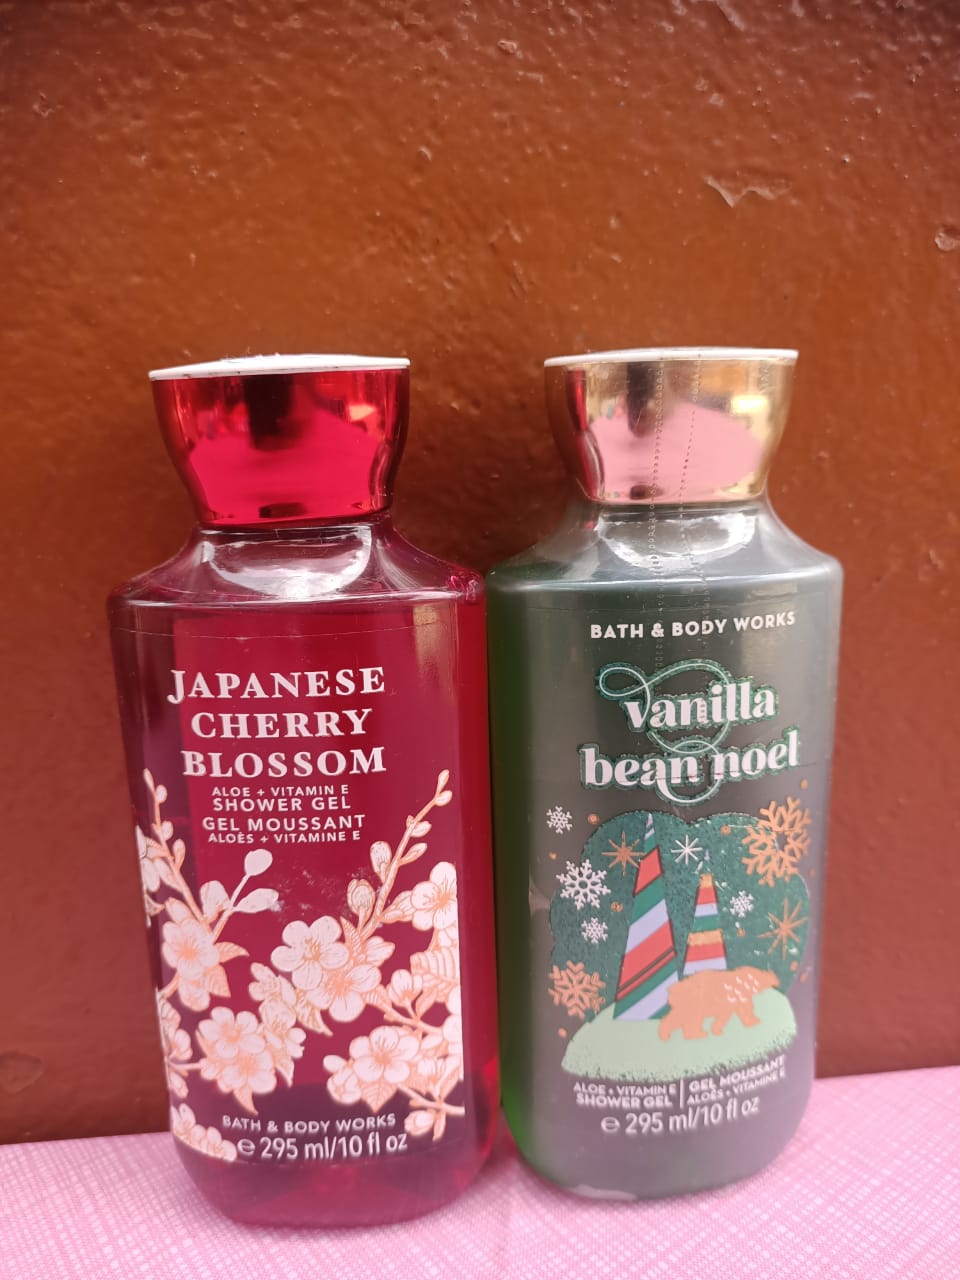 JAPANESE
CHERRY
BLOSSOM
ALOE + VITAMIN E
SHOWER GEL
GEL MOUSSANT
ALOÈS + VITAMINE E
BATH & BODY WORKS
℮ 295 ml/10 fl oz
BATH & BODY WORKS
vanilla
bean noel
ALOE + VITAMIN E
SHOWER GEL
GEL MOUSSANT
ALOÈS + VITAMINE E
℮ 295 ml/10 fl oz